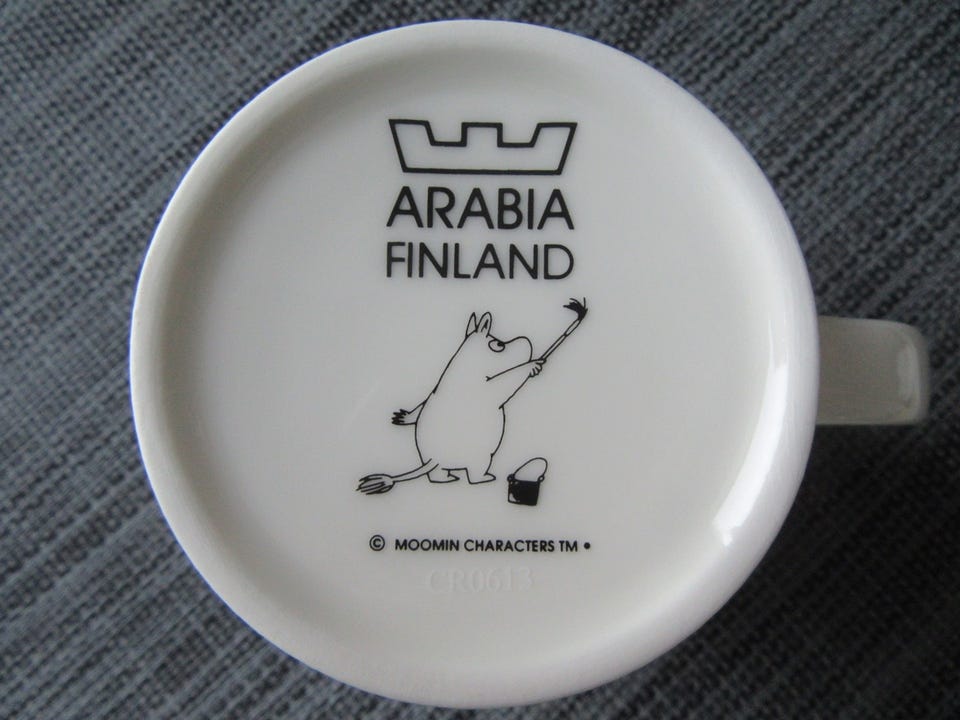 ARABIA
FINLAND
© MOOMIN CHARACTERS TM •
CR0613